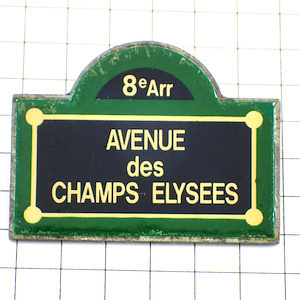 8e Arr
AVENUE
des
CHAMPS ELYSEES